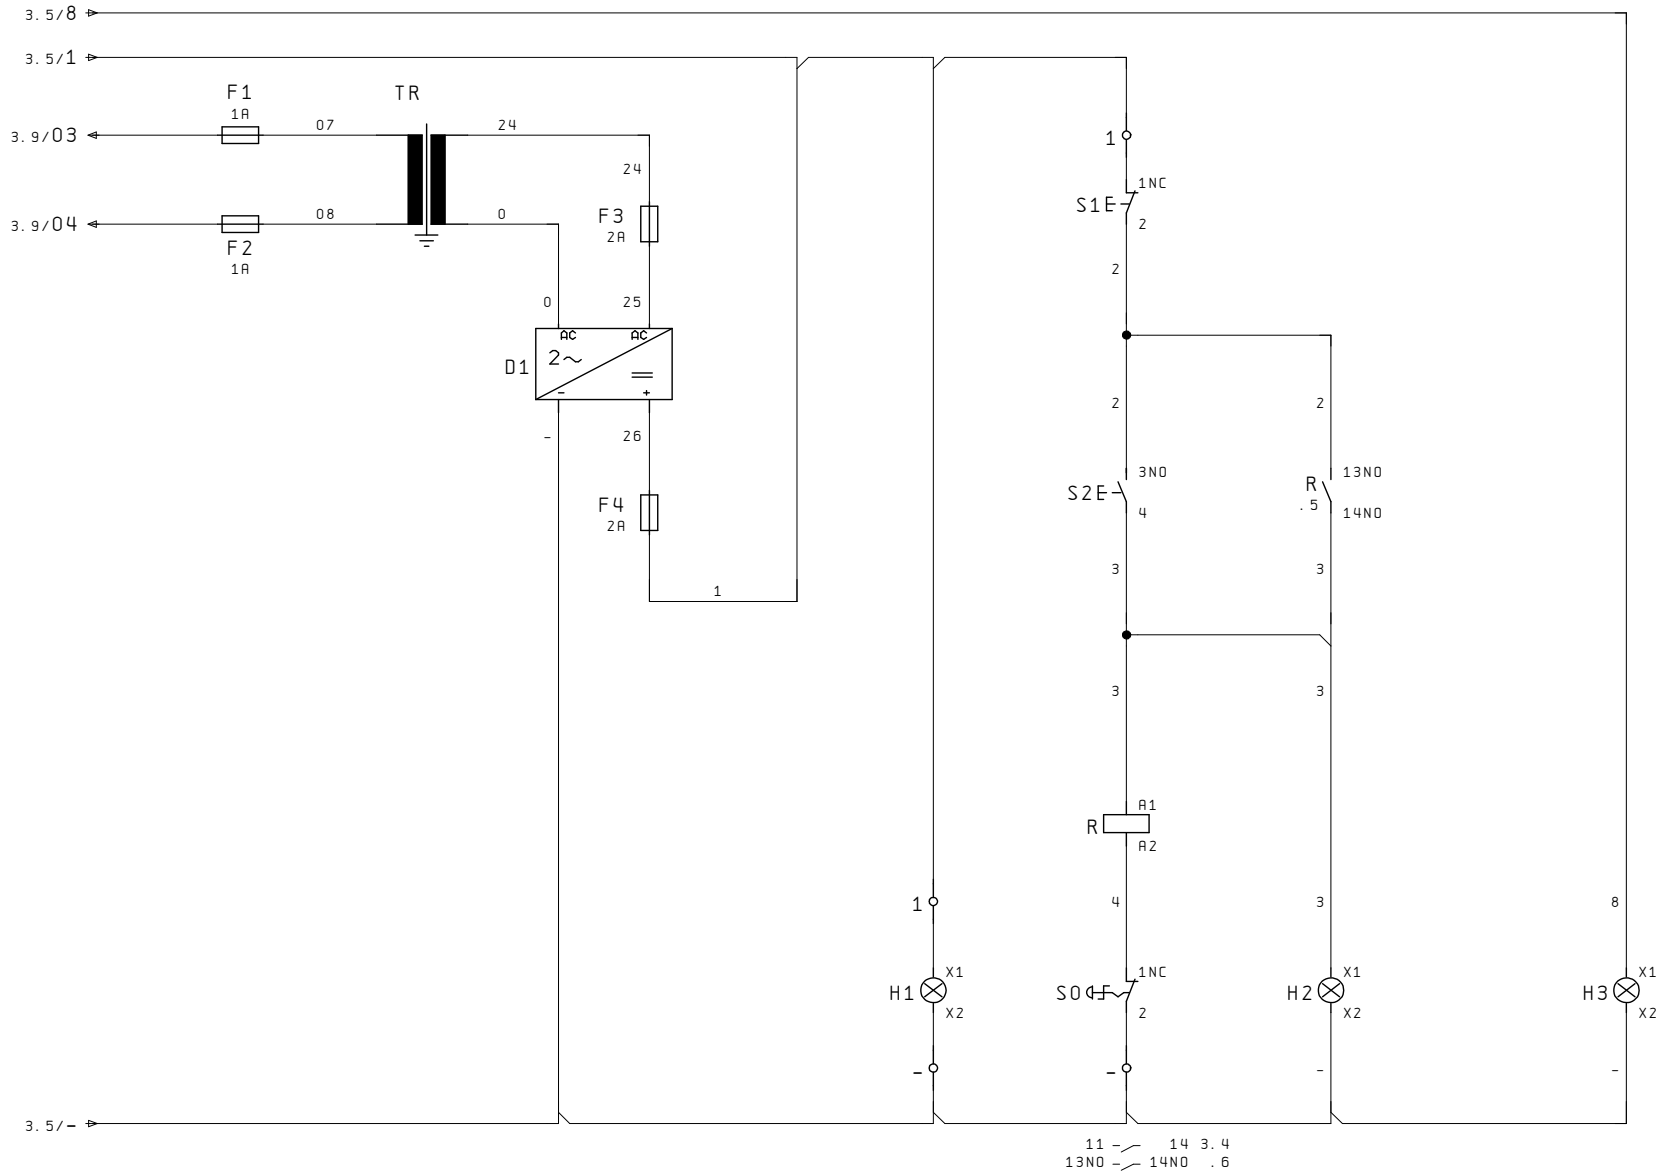 3.5/8
3.5/1
F1 TR
1A
3.9/03 07 24
1
24
1NC
S1E
3.9/04 08 0 F3 2
2A
F2
1A
2
0 25
AC AC
D1 2~
- +
2 2
- 26
3NO 13NO
S2E R
F4 .5
2A 4 14NO
3 3
1
3 3
A1
R
A2
1 4 3 8
X1 1NC X1 X1
H1 S0 H2 H3
X2 2 X2 X2
- - - -
3.5/-
11 14 3.4
13NO 14NO .6